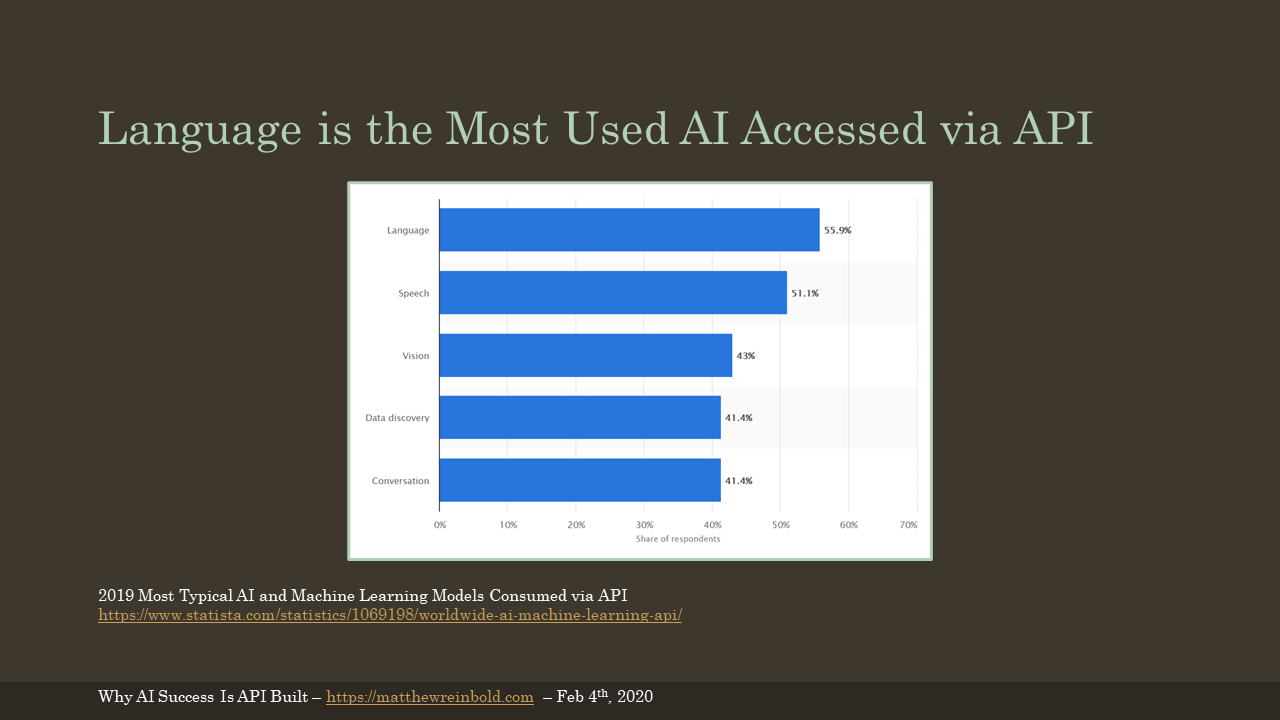 Language is the Most Used AI Accessed via API
Language
55.9%
Speech
51.1%
Vision
43%
Data discovery
41.4%
Conversation
41.4%
0% 10% 20% 30% 40% 50% 60% 70%
Share of respondents
2019 Most Typical AI and Machine Learning Models Consumed via API
https://www.statista.com/statistics/1069198/worldwide-ai-machine-learning-api/
Why AI Success Is API Built – https://matthewreinbold.com – Feb 4th, 2020